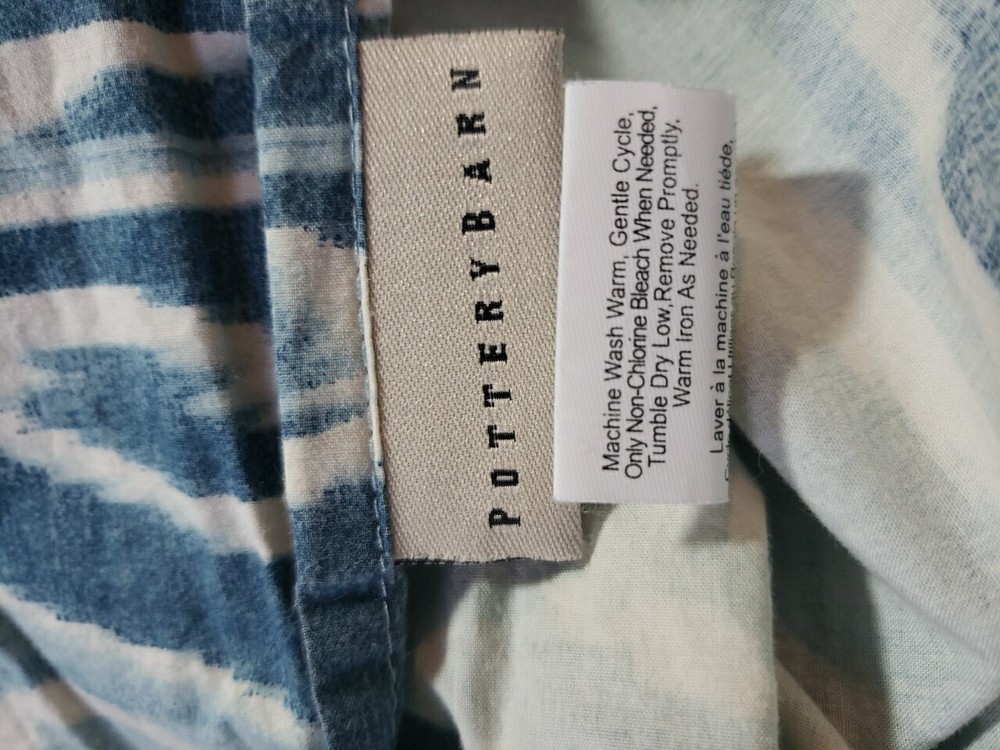 POTTERYBARN
Machine Wash Warm, Gentle Cycle,
Only Non-Chlorine Bleach When Needed,
Tumble Dry Low, Remove Promptly,
Warm Iron As Needed.
Laver à la machine à l'eau tiéde,